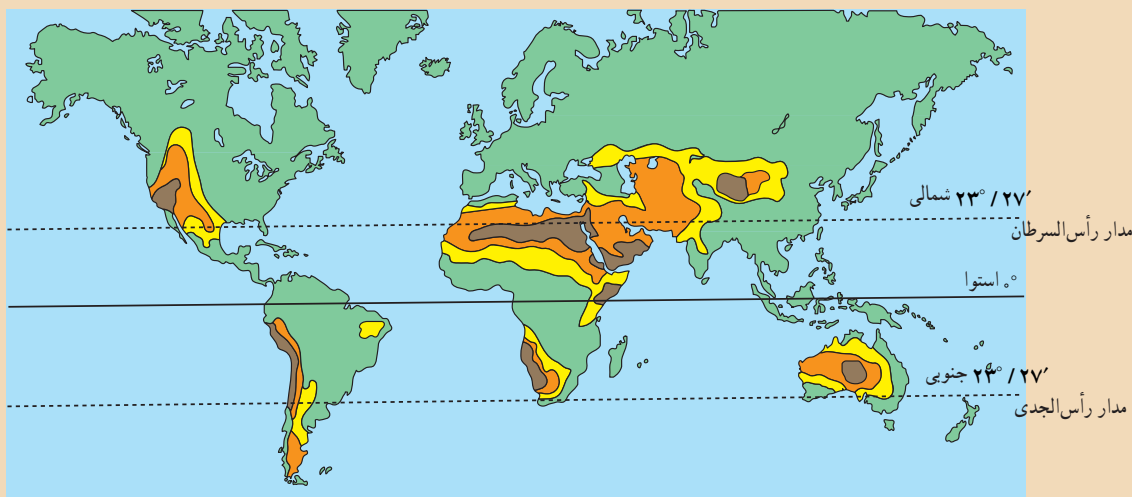 ۲۳° / ۲۷′ شمالی
مدار رأس‌السرطان
۰° استوا
۲۳° / ۲۷′ جنوبی
مدار رأس‌الجدی